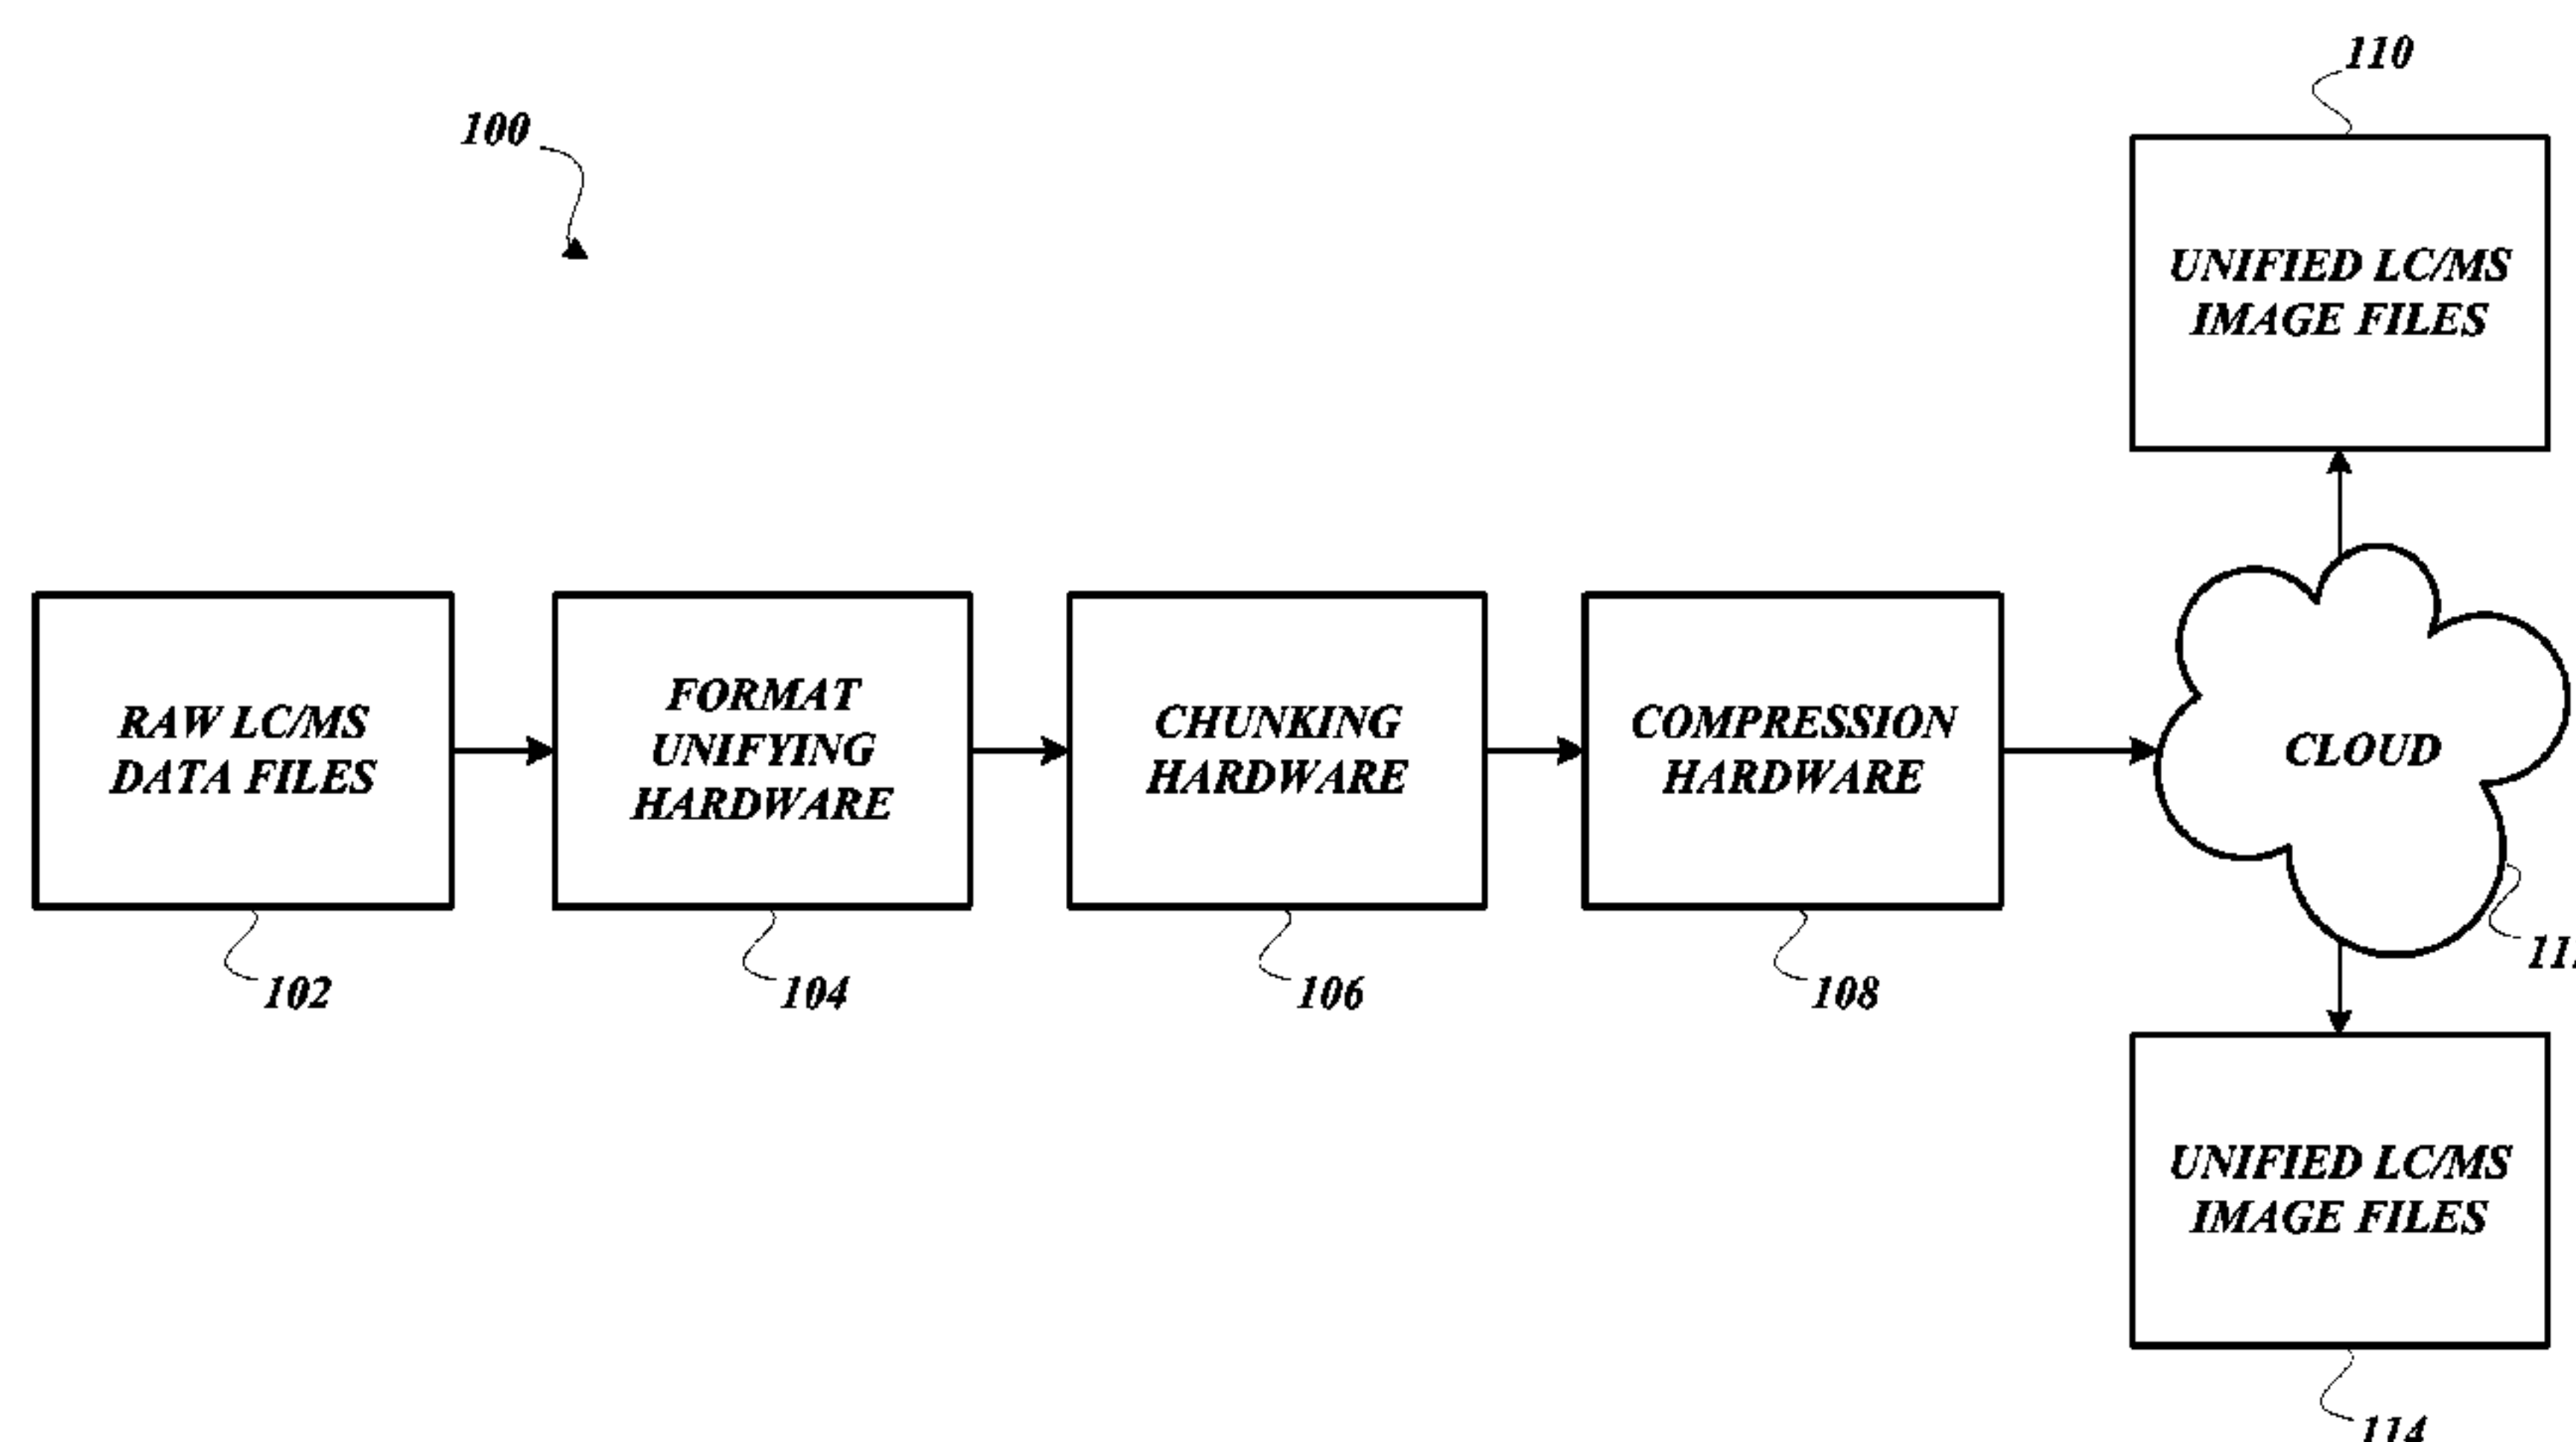 110
100
UNIFIED LC/MS
IMAGE FILES
RAW LC/MS
DATA FILES
FORMAT
UNIFYING
HARDWARE
CHUNKING
HARDWARE
COMPRESSION
HARDWARE
CLOUD
102
104
106
108
UNIFIED LC/MS
IMAGE FILES
114